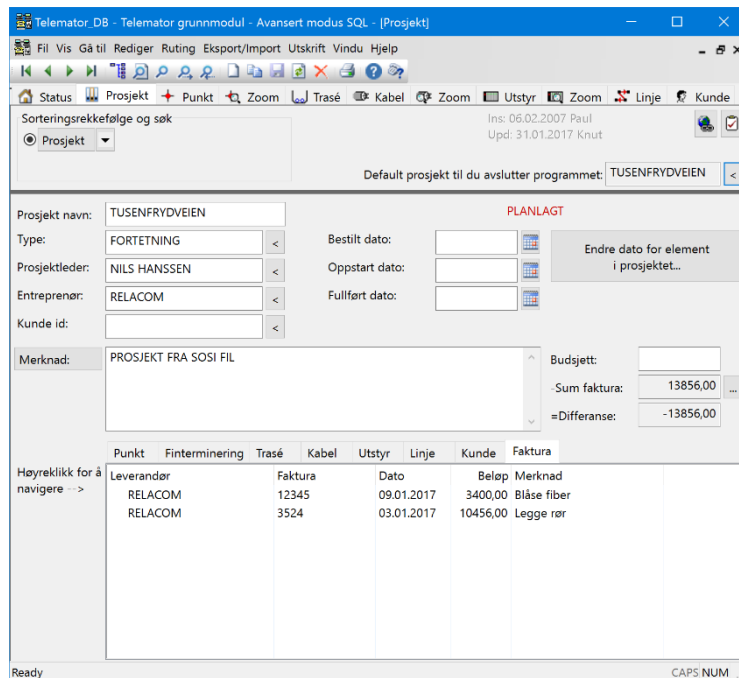 Telemator_DB - Telemator grunnmodul - Avansert modus SQL - [Prosjekt]
Fil Vis Gå til Rediger Ruting Eksport/Import Utskrift Vindu Hjelp
Status Prosjekt Punkt Zoom Trasé Kabel Zoom Utstyr Zoom Linje Kunde
Sorteringsrekkefølge og søk
Ins: 06.02.2007 Paul
Prosjekt
Upd: 31.01.2017 Knut
Default prosjekt til du avslutter programmet: TUSENFRYDVEIEN <
Prosjekt navn: TUSENFRYDVEIEN PLANLAGT
Type: FORTETNING < Bestilt dato:
Endre dato for element
i prosjektet...
Prosjektleder: NILS HANSSEN < Oppstart dato:
Entreprenør: RELACOM < Fullført dato:
Kunde id: <
Merknad: PROSJEKT FRA SOSI FIL Budsjett:
-Sum faktura: 13856,00 ...
=Differanse: -13856,00
Punkt Finterminering Trasé Kabel Utstyr Linje Kunde Faktura
Høyreklikk for å
navigere -->
Leverandør Faktura Dato Beløp Merknad
RELACOM 12345 09.01.2017 3400,00 Blåse fiber
RELACOM 3524 03.01.2017 10456,00 Legge rør
Ready CAPS NUM